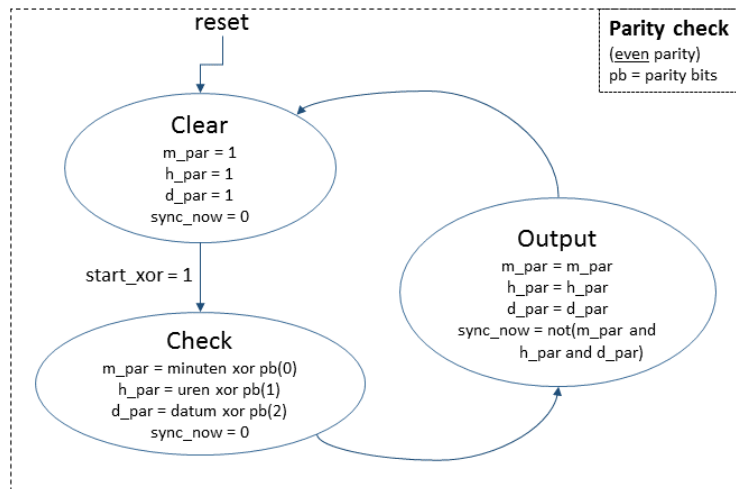 reset
Parity check
(even parity)
pb = parity bits
Clear
m_par = 1
h_par = 1
d_par = 1
sync_now = 0
start_xor = 1
Check
m_par = minuten xor pb(0)
h_par = uren xor pb(1)
d_par = datum xor pb(2)
sync_now = 0
Output
m_par = m_par
h_par = h_par
d_par = d_par
sync_now = not(m_par and
h_par and d_par)